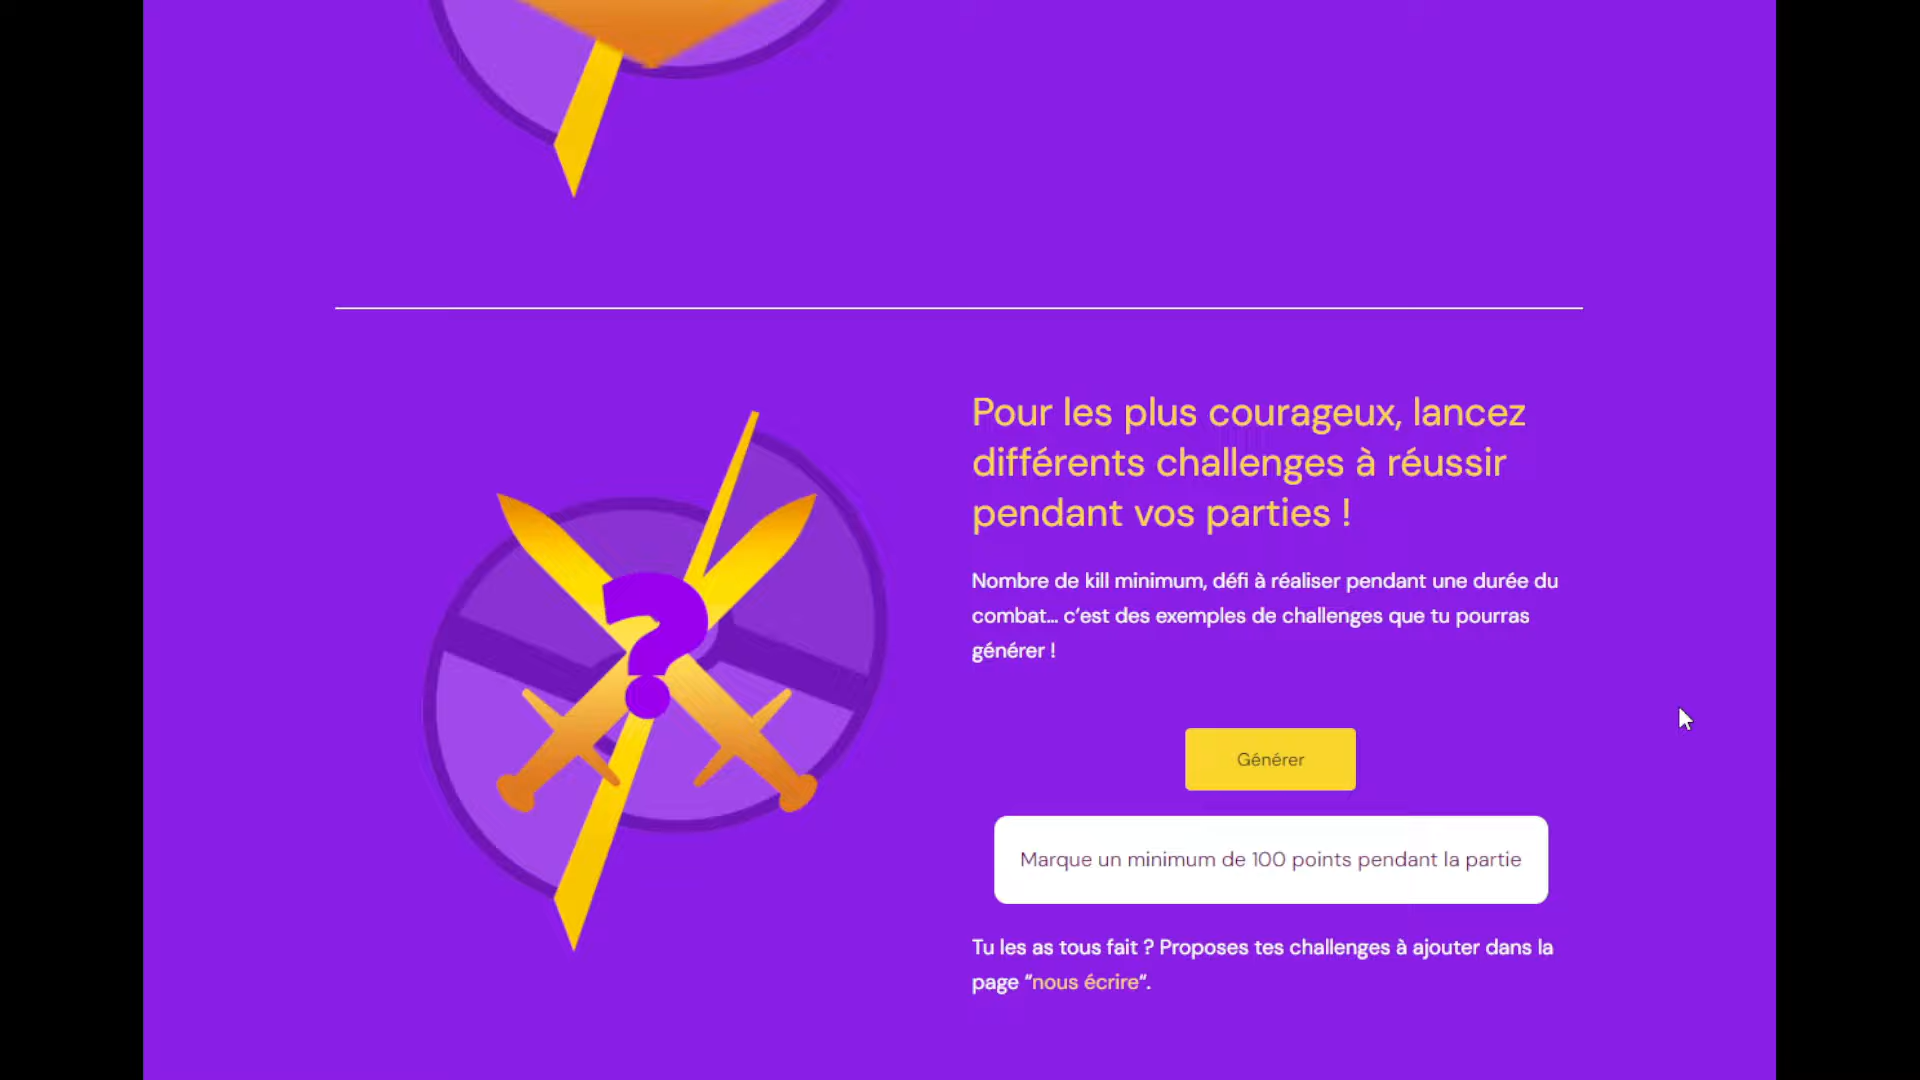 Pour les plus courageux, lancez
différents challenges à réussir
pendant vos parties !
Nombre de kill minimum, défi à réaliser pendant une durée du
combat... c’est des exemples de challenges que tu pourras
générer !
Générer
Marque un minimum de 100 points pendant la partie
Tu les as tous fait ? Proposes tes challenges à ajouter dans la
page “nous écrire“.